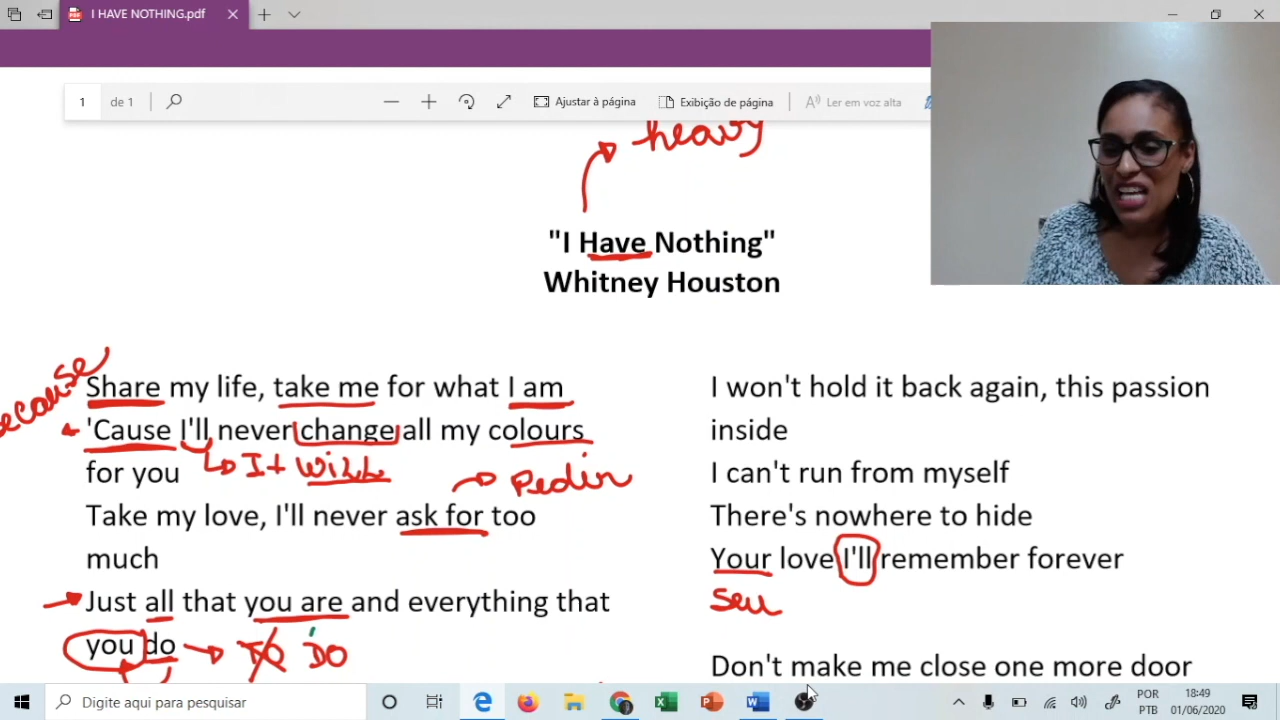 I HAVE NOTHING.pdf
1 de 1 Ajustar à página Exibição de página Ler em voz alta
heavy
"I Have Nothing"
Whitney Houston
Share my life, take me for what I am
'Cause I'll never change all my colours
for you
I + WILL
pedir
Take my love, I'll never ask for too
much
Just all that you are and everything that
you do
TO DO
I won't hold it back again, this passion
inside
I can't run from myself
There's nowhere to hide
Your love I'll remember forever
Seu
Don't make me close one more door
Digite aqui para pesquisar
POR
PTB
18:49
01/06/2020